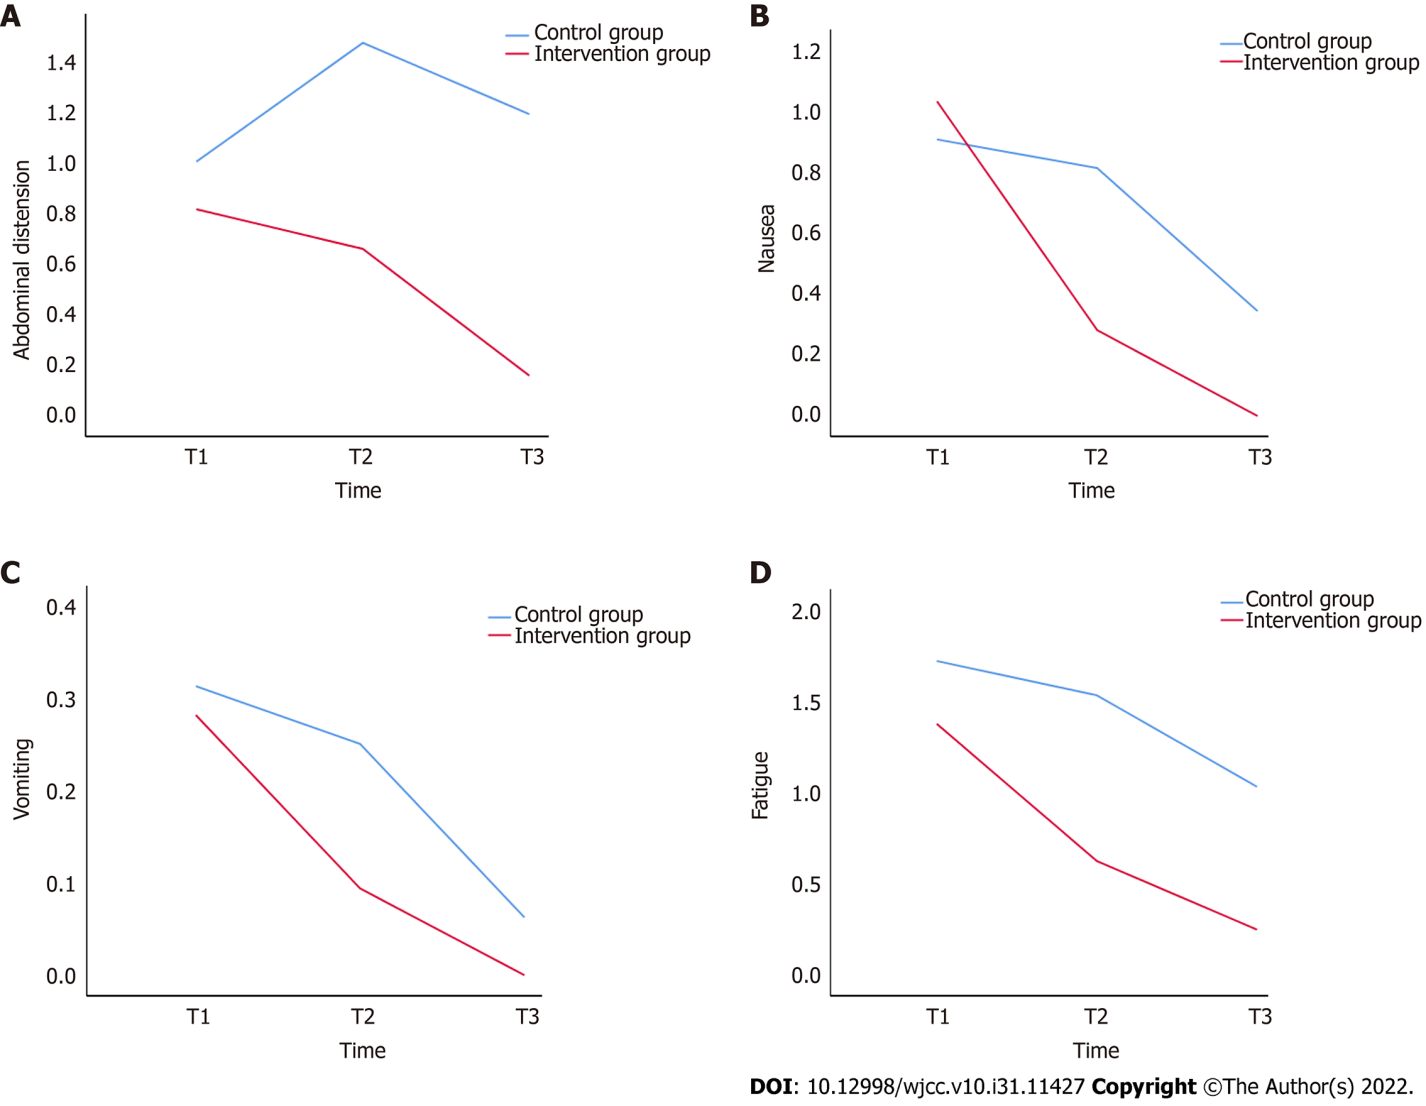 A
Control group
Intervention group
1.4
1.2
1.0
0.8
0.6
0.4
0.2
0.0
Abdominal distension
T1 T2 T3
Time
B
Control group
Intervention group
1.2
1.0
0.8
0.6
0.4
0.2
0.0
Nausea
T1 T2 T3
Time
C
Control group
Intervention group
0.4
0.3
0.2
0.1
0.0
Vomiting
T1 T2 T3
Time
D
Control group
Intervention group
2.0
1.5
1.0
0.5
0.0
Fatigue
T1 T2 T3
Time
DOI: 10.12998/wjcc.v10.i31.11427 Copyright ©The Author(s) 2022.